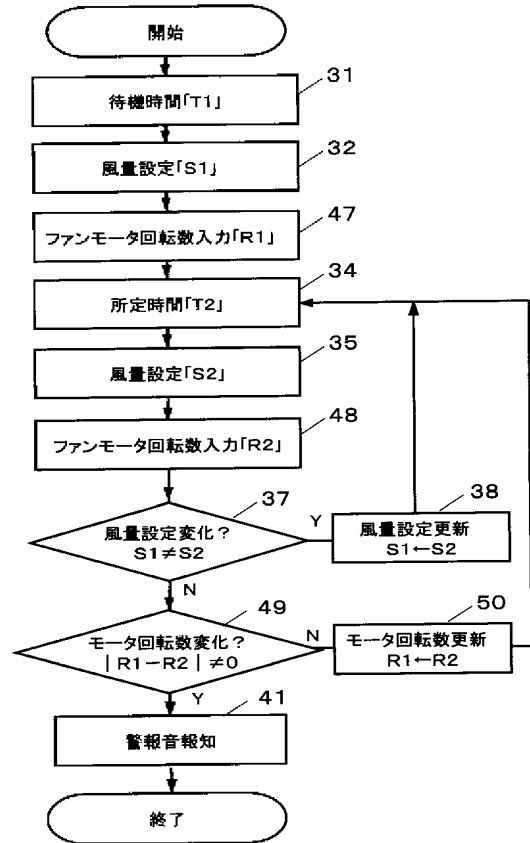 開始
31
待機時間「T1」
32
風量設定「S1」
47
ファンモータ回転数入力「R1」
34
所定時間「T2」
35
風量設定「S2」
48
ファンモータ回転数入力「R2」
37
風量設定変化？
S1≠S2
Y
38
風量設定更新
S1←S2
N
49
モータ回転数変化？
|R1－R2|≠0
N
50
モータ回転数更新
R1←R2
Y
41
警報音報知
終了